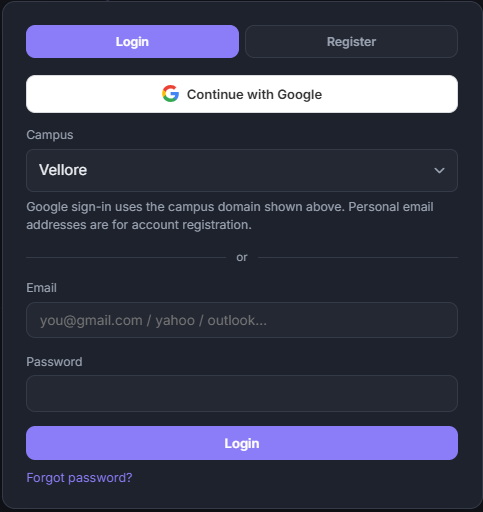 Login
Register
Continue with Google
Campus
Vellore
Google sign-in uses the campus domain shown above. Personal email
addresses are for account registration.
or
Email
you@gmail.com / yahoo / outlook...
Password
Login
Forgot password?